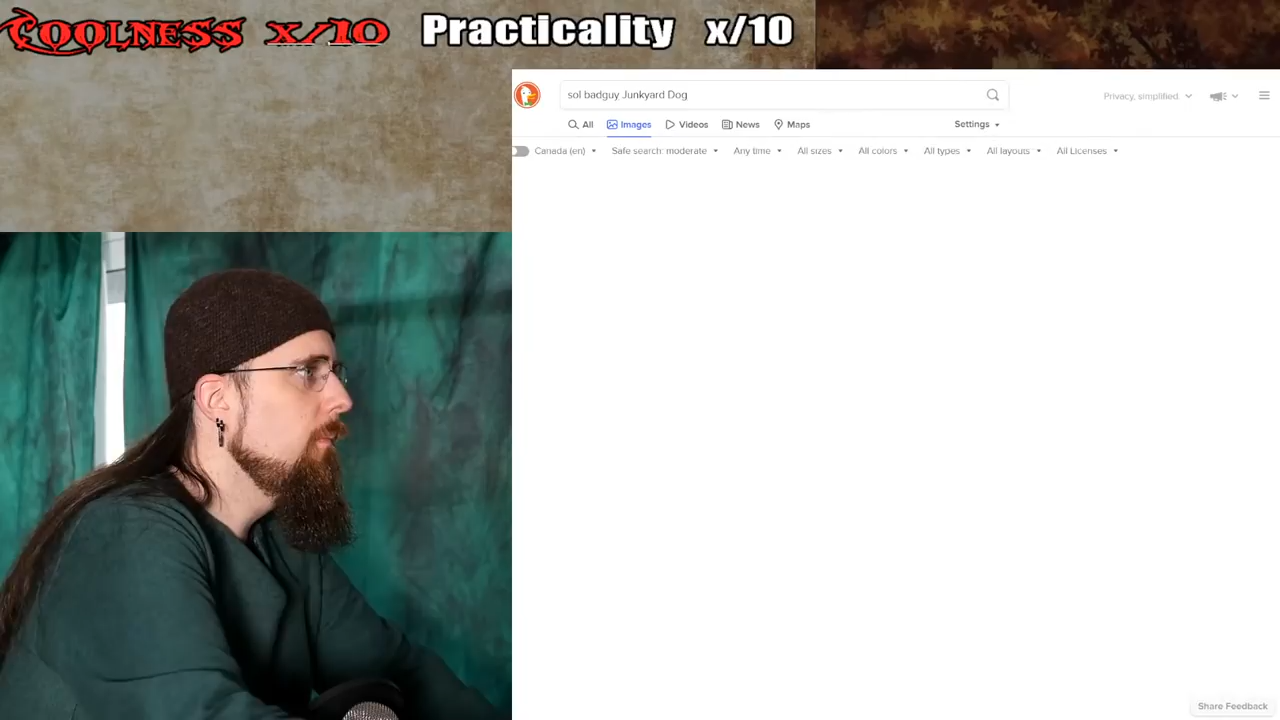 COOLNESS x/10 Practicality x/10
sol badguy Junkyard Dog
Privacy, simplified.
All Images Videos News Maps Settings
Canada (en) Safe search: moderate Any time All sizes All colors All types All layouts All Licenses
Share Feedback